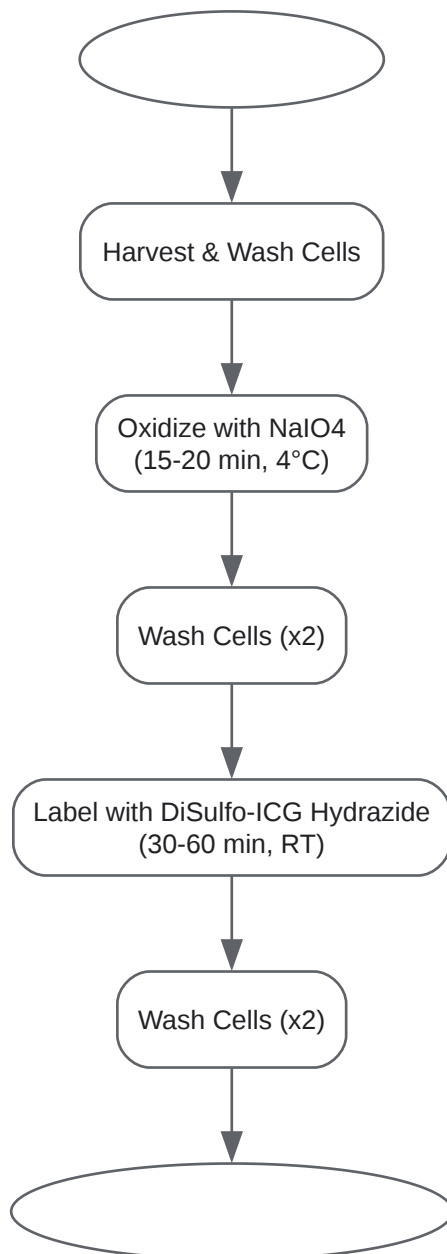 Harvest & Wash Cells
Oxidize with NaIO4
(15-20 min, 4°C)
Wash Cells (x2)
Label with DiSulfo-ICG Hydrazide
(30-60 min, RT)
Wash Cells (x2)